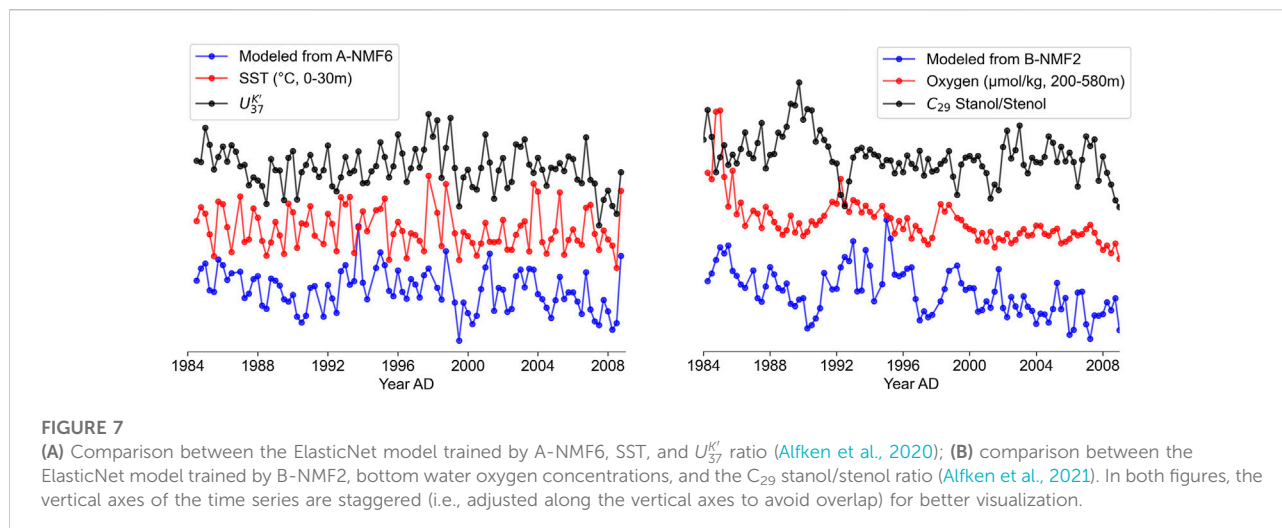 Modeled from A-NMF6
SST (°C, 0-30m)
U₃₇ᴷ′
1984 1988 1992 1996 2000 2004 2008
Year AD
Modeled from B-NMF2
Oxygen (μmol/kg, 200-580m)
C₂₉ Stanol/Stenol
1984 1988 1992 1996 2000 2004 2008
Year AD
FIGURE 7
(A) Comparison between the ElasticNet model trained by A-NMF6, SST, and U₃₇ᴷ′ ratio (Alfken et al., 2020); (B) comparison between the
ElasticNet model trained by B-NMF2, bottom water oxygen concentrations, and the C₂₉ stanol/stenol ratio (Alfken et al., 2021). In both figures, the
vertical axes of the time series are staggered (i.e., adjusted along the vertical axes to avoid overlap) for better visualization.